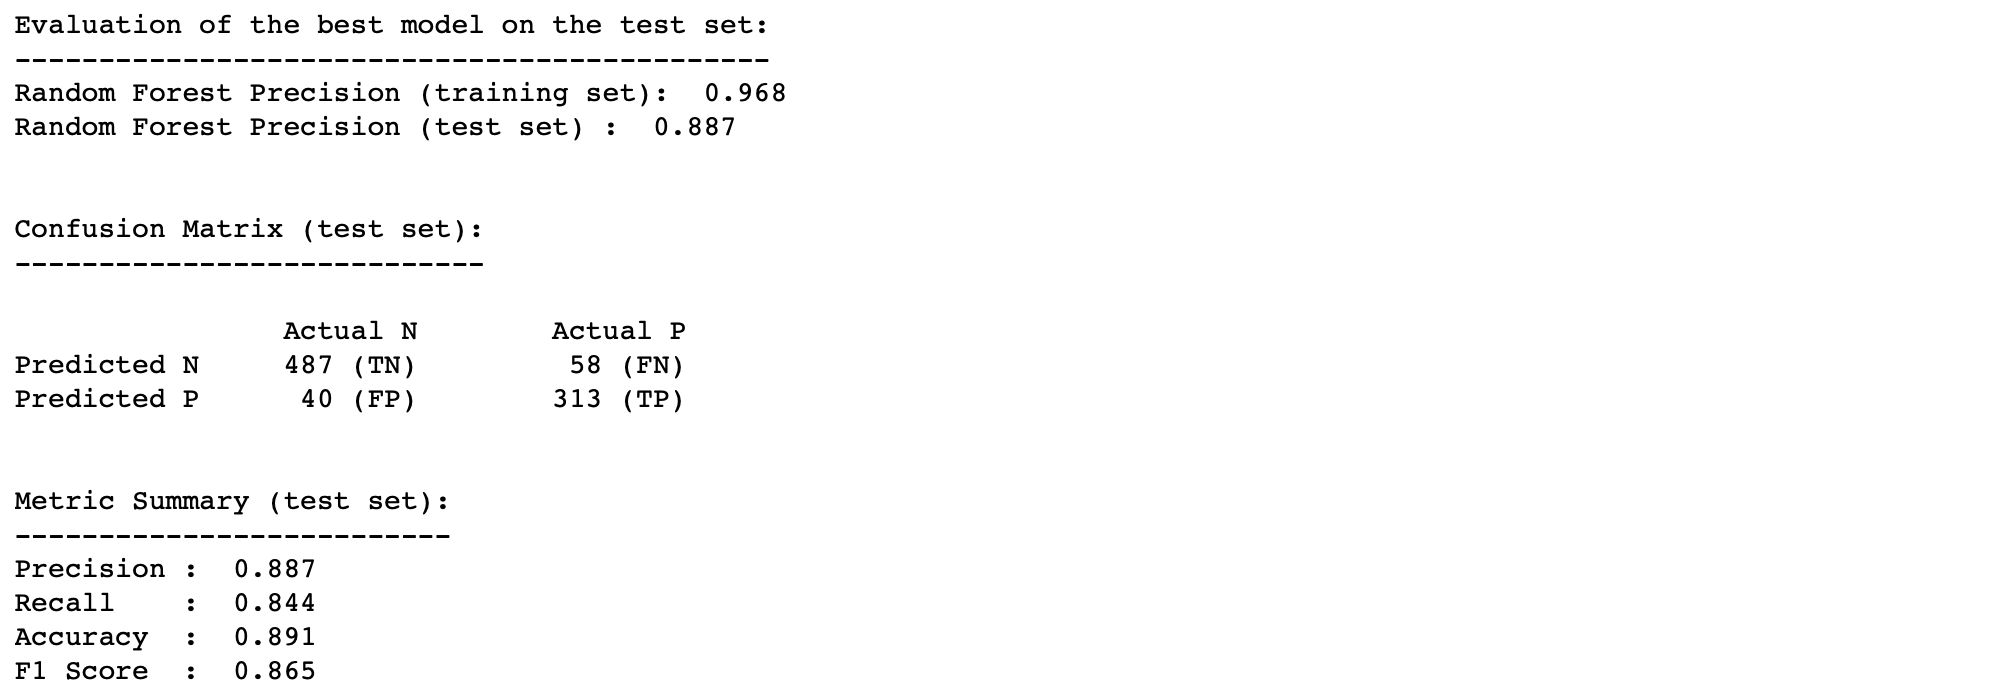 Evaluation of the best model on the test set:
---------------------------------------------
Random Forest Precision (training set):  0.968
Random Forest Precision (test set) :  0.887
Confusion Matrix (test set):
----------------------------
                Actual N        Actual P
Predicted N     487 (TN)         58 (FN)
Predicted P      40 (FP)        313 (TP)
Metric Summary (test set):
--------------------------
Precision :  0.887
Recall    :  0.844
Accuracy  :  0.891
F1 Score  :  0.865